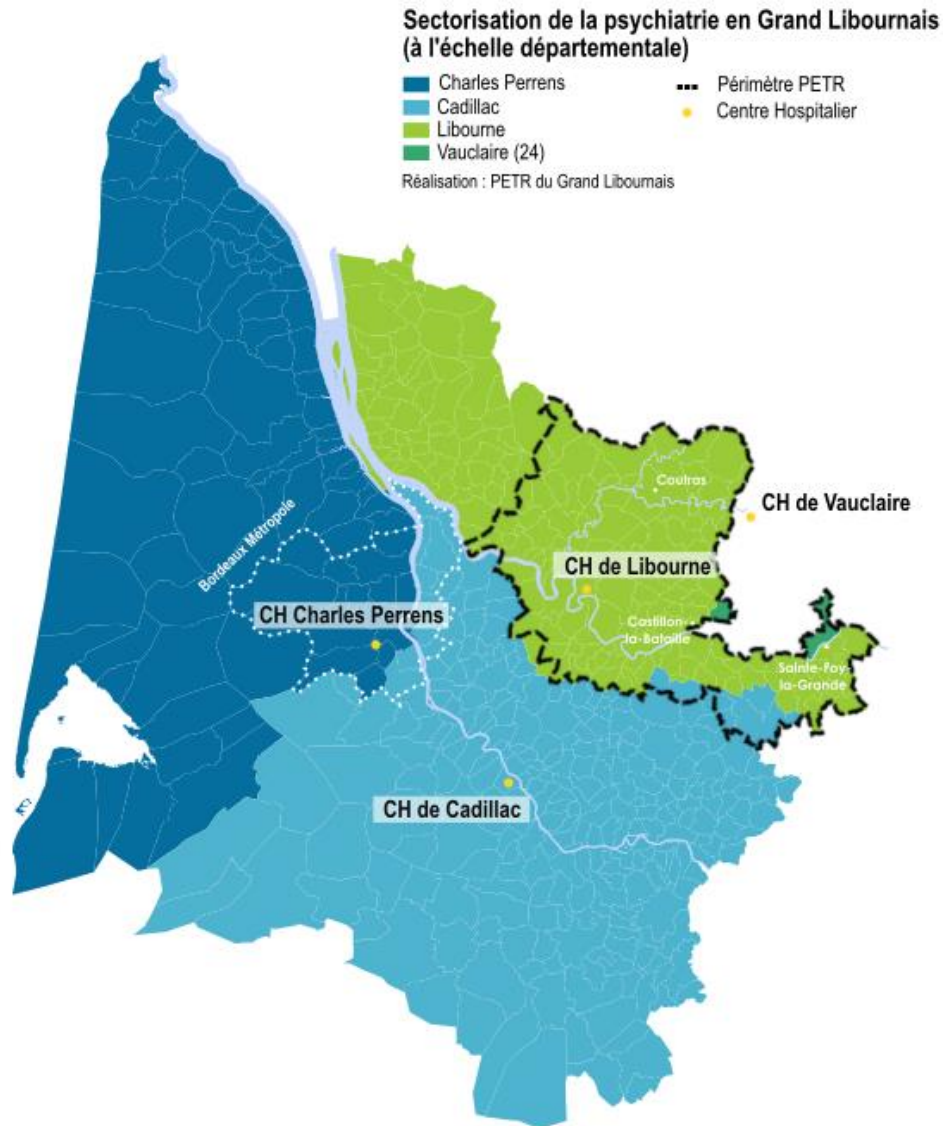 Sectorisation de la psychiatrie en Grand Libournais
(à l'échelle départementale)
Charles Perrens
Cadillac
Libourne
Vauclaire (24)
Périmètre PETR
Centre Hospitalier
Réalisation : PETR du Grand Libournais
Coutras
CH de Vauclaire
Bordeaux Métropole
CH de Libourne
CH Charles Perrens
Castillon-
la-Bataille
Sainte-Foy-
la-Grande
CH de Cadillac